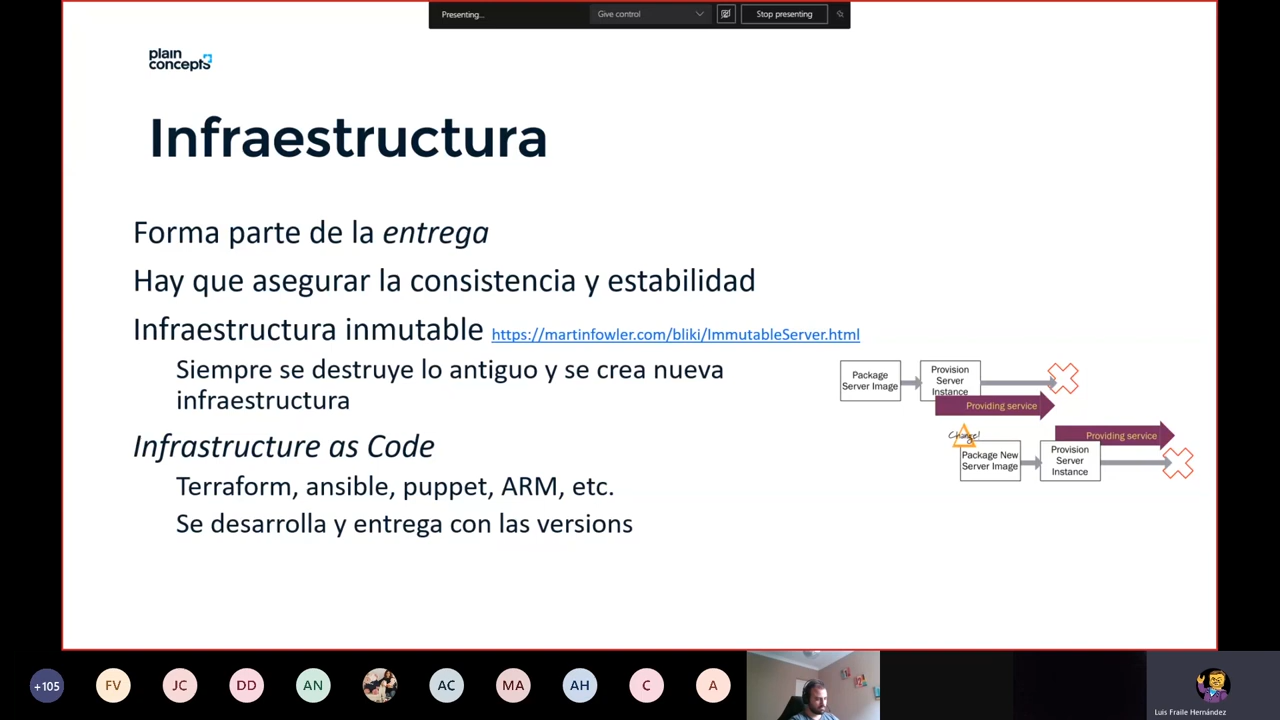 Presenting...
Give control
Stop presenting
plain
concepts
Infraestructura
Forma parte de la entrega
Hay que asegurar la consistencia y estabilidad
Infraestructura inmutable https://martinfowler.com/bliki/ImmutableServer.html
Siempre se destruye lo antiguo y se crea nueva
infraestructura
Infrastructure as Code
Terraform, ansible, puppet, ARM, etc.
Se desarrolla y entrega con las versions
Package
Server Image
Provision
Server
Instance
Providing service
Change!
Providing service
Package New
Server Image
Provision
Server
Instance
+105
FV
JC
DD
AN
AC
MA
AH
C
A
Luis Fraile Hernández